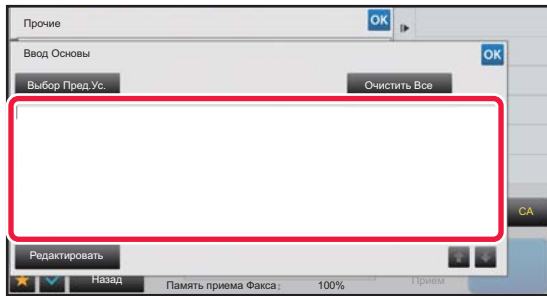 Прочие OK
Ввод Основы OK
Выбор Пред.Ус. Очистить Все
CA
Редактировать
Назад Память приема Факса: 100% Прием